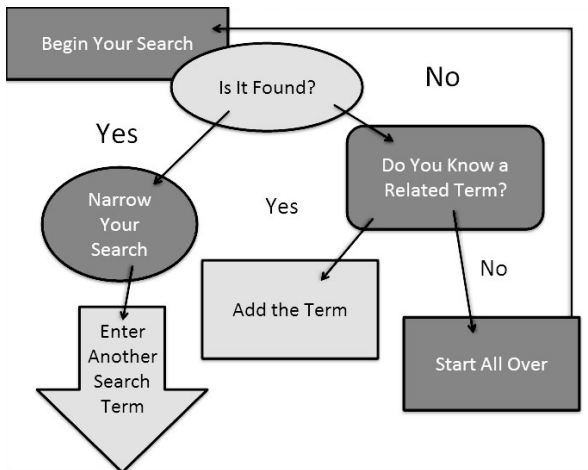 Begin Your Search
Is It Found?
No
Yes
Do You Know a
Related Term?
Narrow
Your
Search
Yes
No
Add the Term
Enter
Another
Search
Term
Start All Over